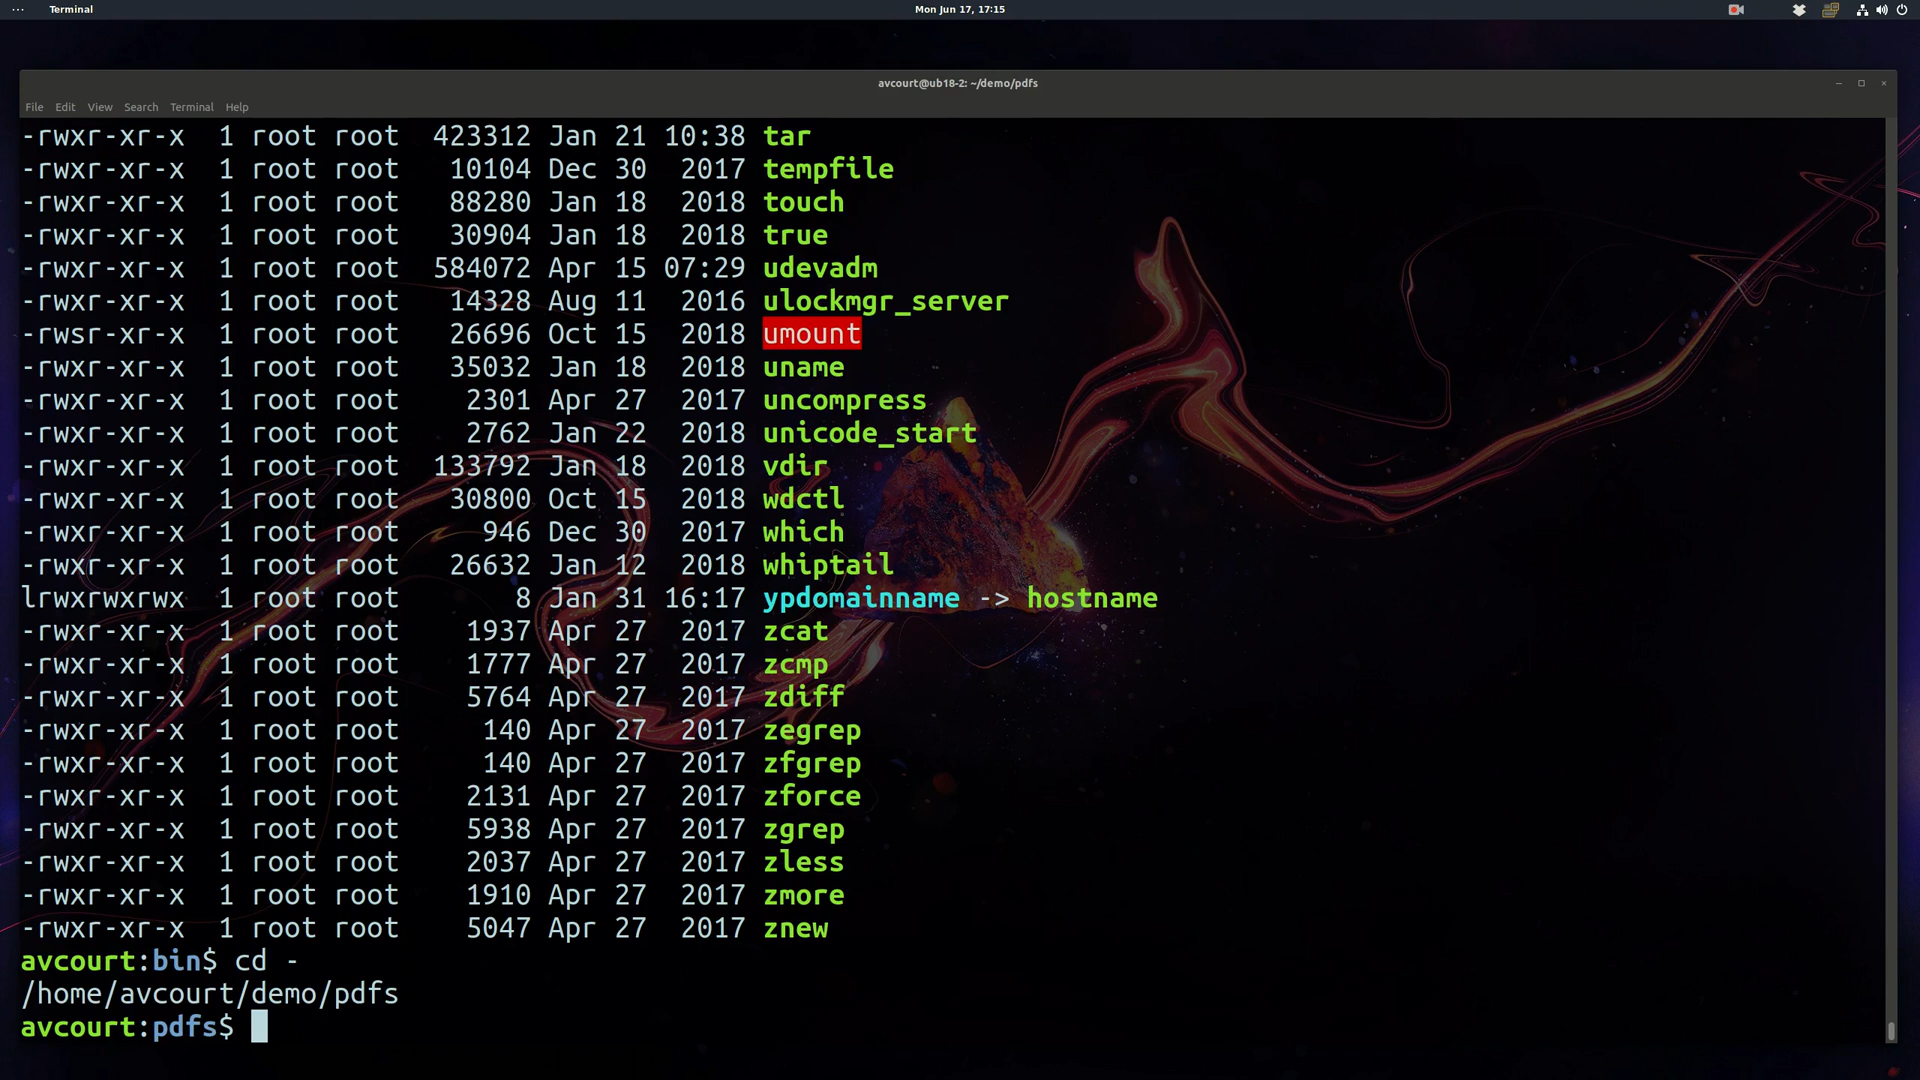 Terminal
Mon Jun 17, 17:15
avcourt@ub18-2: ~/demo/pdfs
File Edit View Search Terminal Help
-rwxr-xr-x 1 root root 423312 Jan 21 10:38 tar
-rwxr-xr-x 1 root root 10104 Dec 30 2017 tempfile
-rwxr-xr-x 1 root root 88280 Jan 18 2018 touch
-rwxr-xr-x 1 root root 30904 Jan 18 2018 true
-rwxr-xr-x 1 root root 584072 Apr 15 07:29 udevadm
-rwxr-xr-x 1 root root 14328 Aug 11 2016 ulockmgr_server
-rwsr-xr-x 1 root root 26696 Oct 15 2018 umount
-rwxr-xr-x 1 root root 35032 Jan 18 2018 uname
-rwxr-xr-x 1 root root 2301 Apr 27 2017 uncompress
-rwxr-xr-x 1 root root 2762 Jan 22 2018 unicode_start
-rwxr-xr-x 1 root root 133792 Jan 18 2018 vdir
-rwxr-xr-x 1 root root 30800 Oct 15 2018 wdctl
-rwxr-xr-x 1 root root 946 Dec 30 2017 which
-rwxr-xr-x 1 root root 26632 Jan 12 2018 whiptail
lrwxrwxrwx 1 root root 8 Jan 31 16:17 ypdomainname -> hostname
-rwxr-xr-x 1 root root 1937 Apr 27 2017 zcat
-rwxr-xr-x 1 root root 1777 Apr 27 2017 zcmp
-rwxr-xr-x 1 root root 5764 Apr 27 2017 zdiff
-rwxr-xr-x 1 root root 140 Apr 27 2017 zegrep
-rwxr-xr-x 1 root root 140 Apr 27 2017 zfgrep
-rwxr-xr-x 1 root root 2131 Apr 27 2017 zforce
-rwxr-xr-x 1 root root 5938 Apr 27 2017 zgrep
-rwxr-xr-x 1 root root 2037 Apr 27 2017 zless
-rwxr-xr-x 1 root root 1910 Apr 27 2017 zmore
-rwxr-xr-x 1 root root 5047 Apr 27 2017 znew
avcourt:bin$ cd -
/home/avcourt/demo/pdfs
avcourt:pdfs$